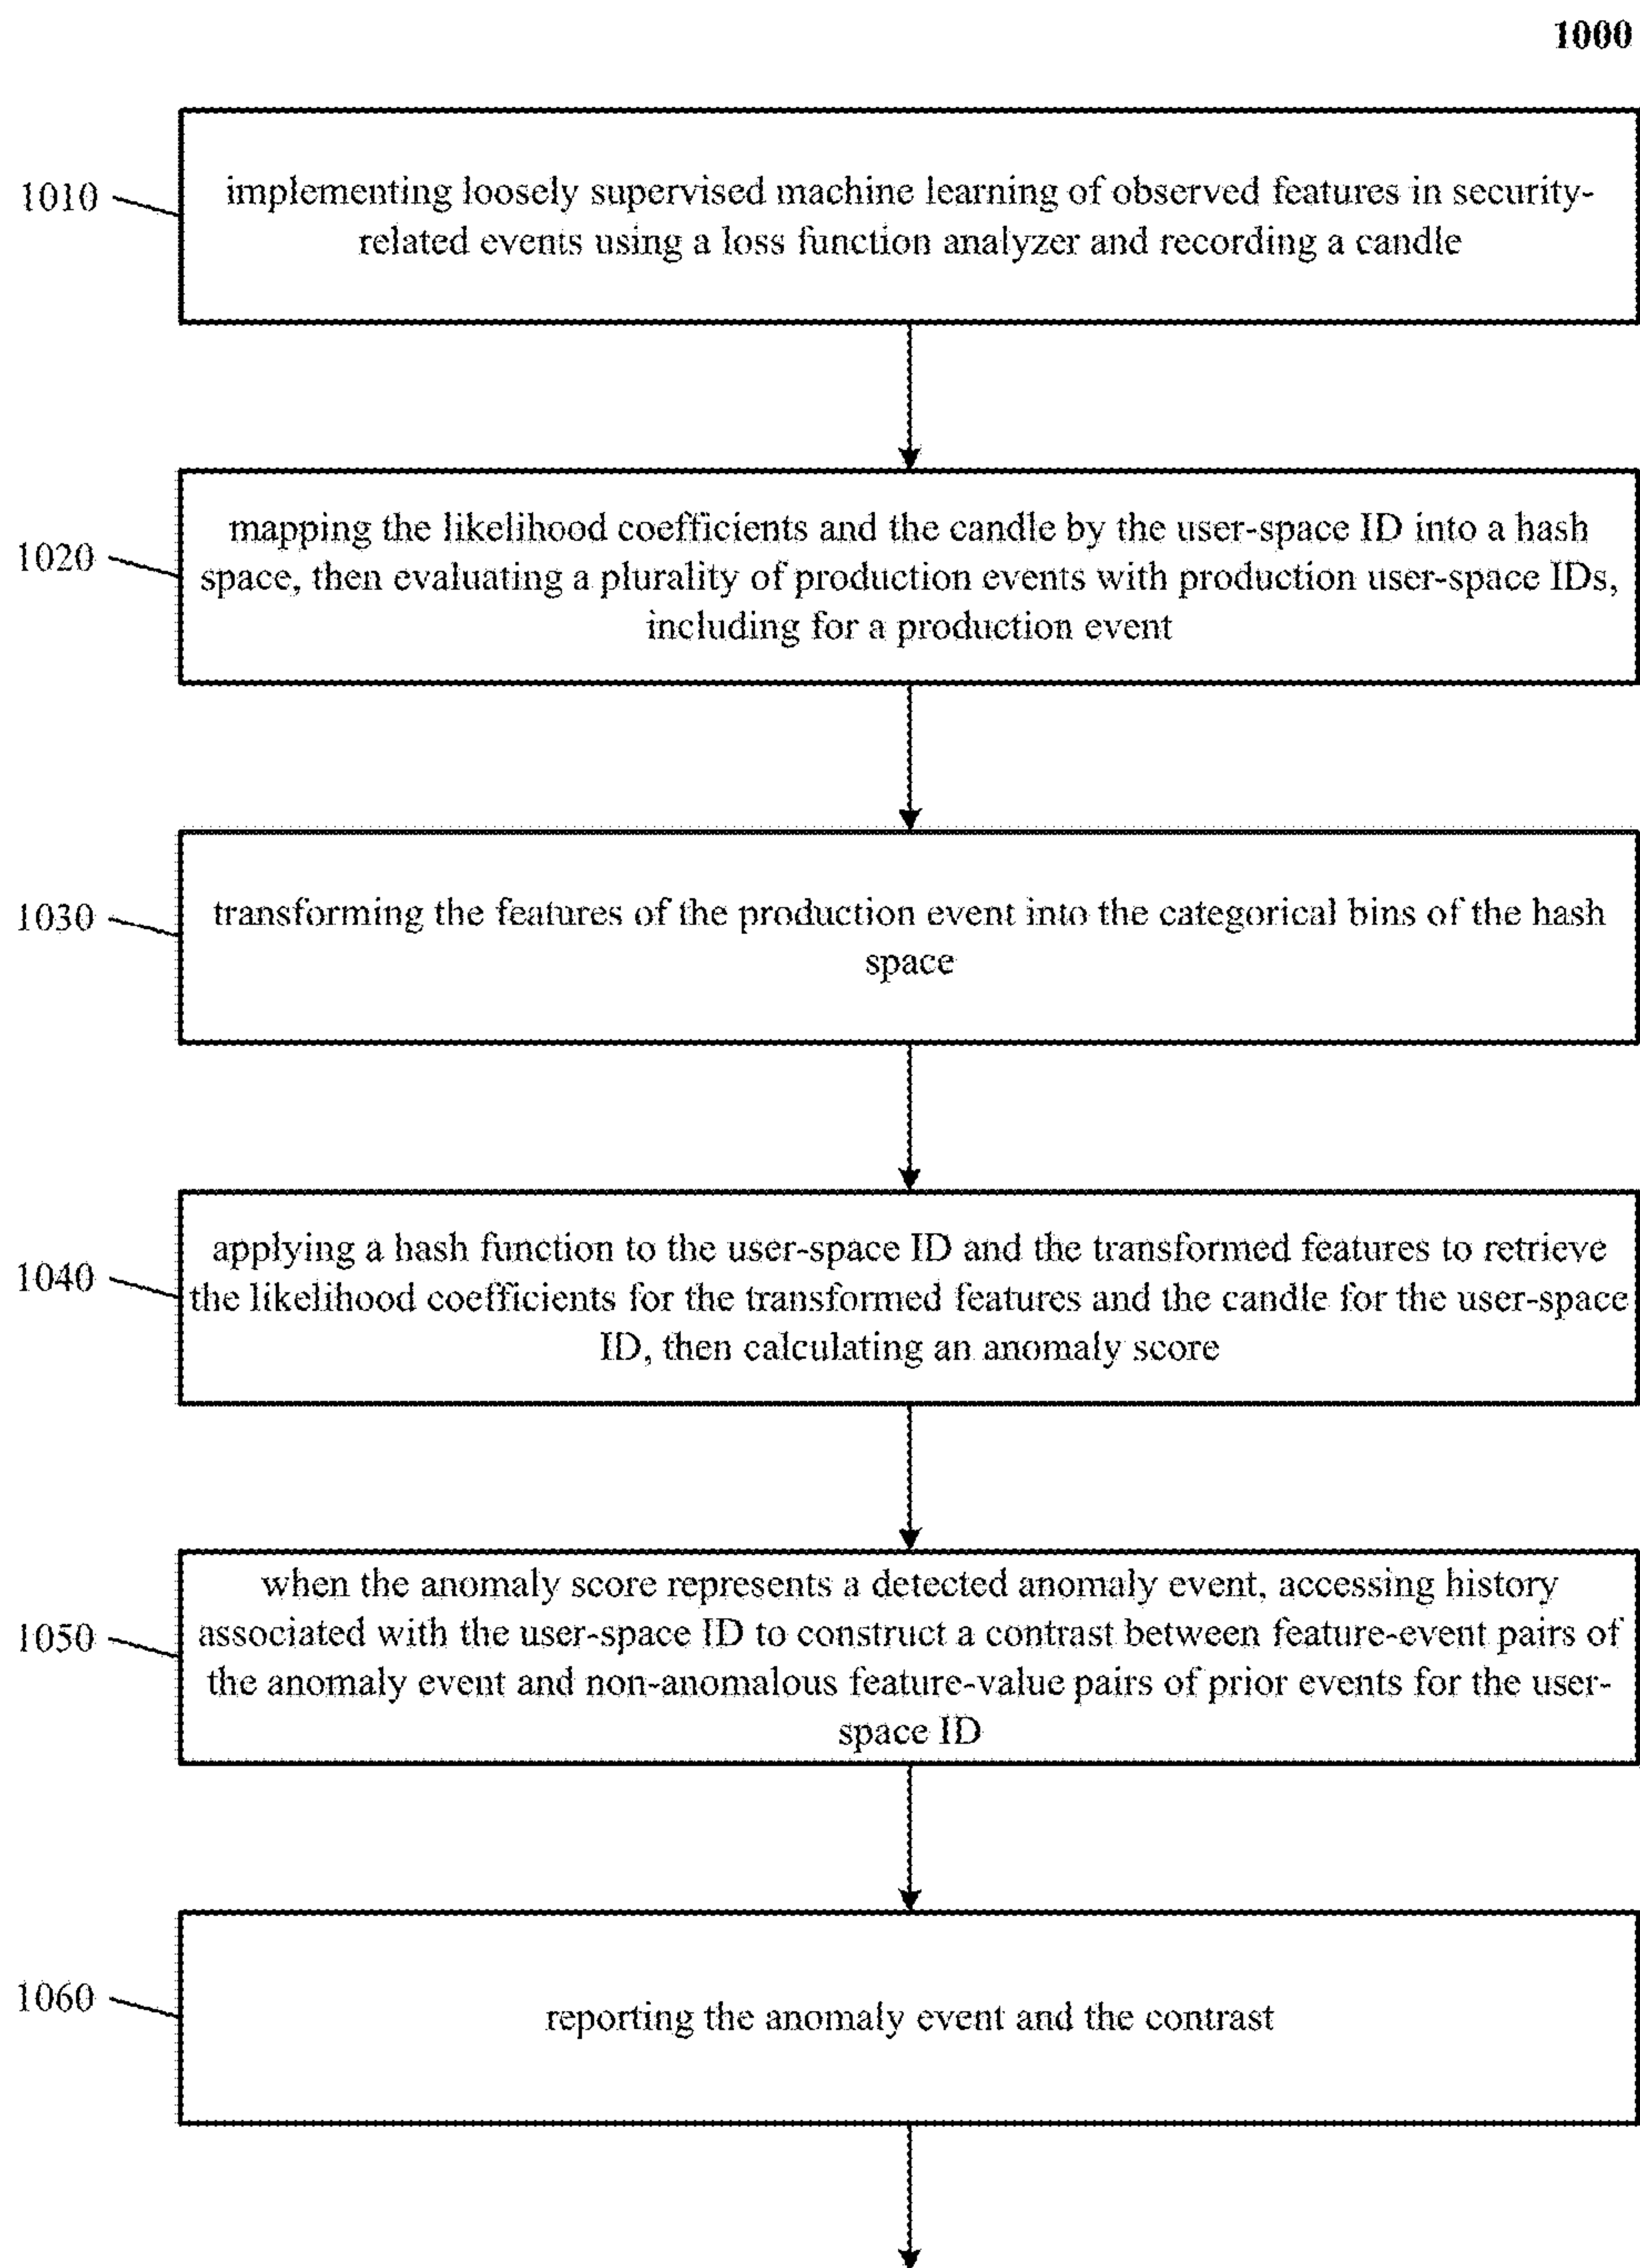 1000
1010
implementing loosely supervised machine learning of observed features in security-
related events using a loss function analyzer and recording a candle
1020
mapping the likelihood coefficients and the candle by the user-space ID into a hash
space, then evaluating a plurality of production events with production user-space IDs,
including for a production event
1030
transforming the features of the production event into the categorical bins of the hash
space
1040
applying a hash function to the user-space ID and the transformed features to retrieve
the likelihood coefficients for the transformed features and the candle for the user-space
ID, then calculating an anomaly score
1050
when the anomaly score represents a detected anomaly event, accessing history
associated with the user-space ID to construct a contrast between feature-event pairs of
the anomaly event and non-anomalous feature-value pairs of prior events for the user-
space ID
1060
reporting the anomaly event and the contrast